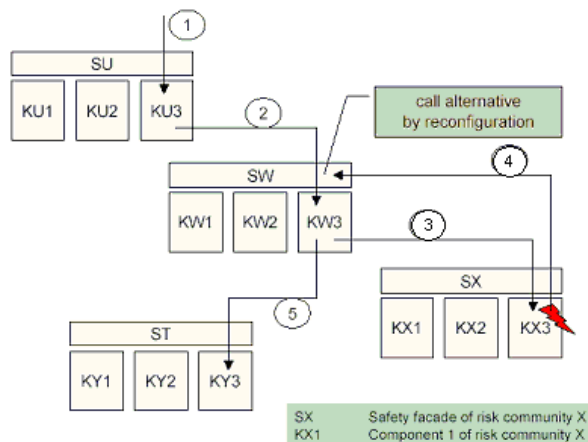 1
SU
KU1 KU2 KU3
2
call alternative
by reconfiguration
4
SW
KW1 KW2 KW3
3
SX
KX1 KX2 KX3
5
ST
KY1 KY2 KY3
SX Safety facade of risk community X
KX1 Component 1 of risk community X